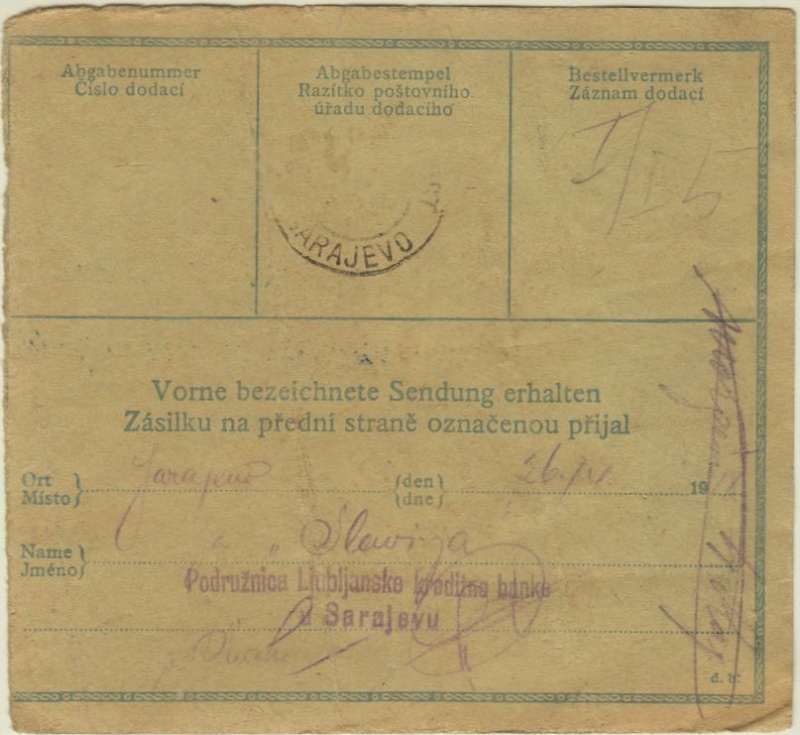 Abgabenummer
Číslo dodací
Abgabestempel
Razítko poštovního
úřadu dodacího
Bestellvermerk
Záznam dodací
SARAJEVO
Vorne bezeichnete Sendung erhalten
Zásilku na přední straně označenou přijal
Ort
Místo
Sarajevo
(den
(dne
26.
19
Name
Jméno
"Slavija
Podružnica Ljubljanske kreditne banke
u Sarajevu
d. b.